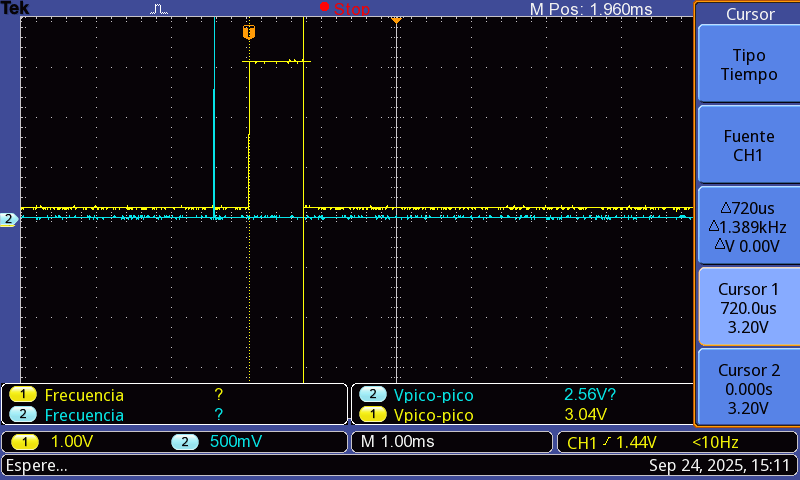 Tek Stop M Pos: 1.960ms
T
2
Cursor
Tipo
Tiempo
Fuente
CH1
△720us
△1.389kHz
△V 0.00V
Cursor 1
720.0us
3.20V
Cursor 2
0.000s
3.20V
1 Frecuencia ? 2 Vpico-pico 2.56V?
2 Frecuencia ? 1 Vpico-pico 3.04V
1 1.00V 2 500mV M 1.00ms CH1 1.44V <10Hz
Espere... Sep 24, 2025, 15:11